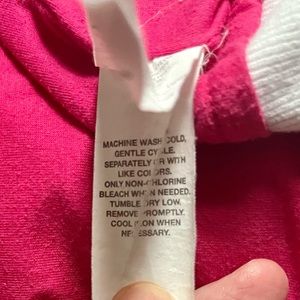 MACHINE WASH COLD,
GENTLE CYCLE.
SEPARATELY OR WITH
LIKE COLORS.
ONLY NON-CHLORINE
BLEACH WHEN NEEDED.
TUMBLE DRY LOW.
REMOVE PROMPTLY.
COOL IRON WHEN
NECESSARY.